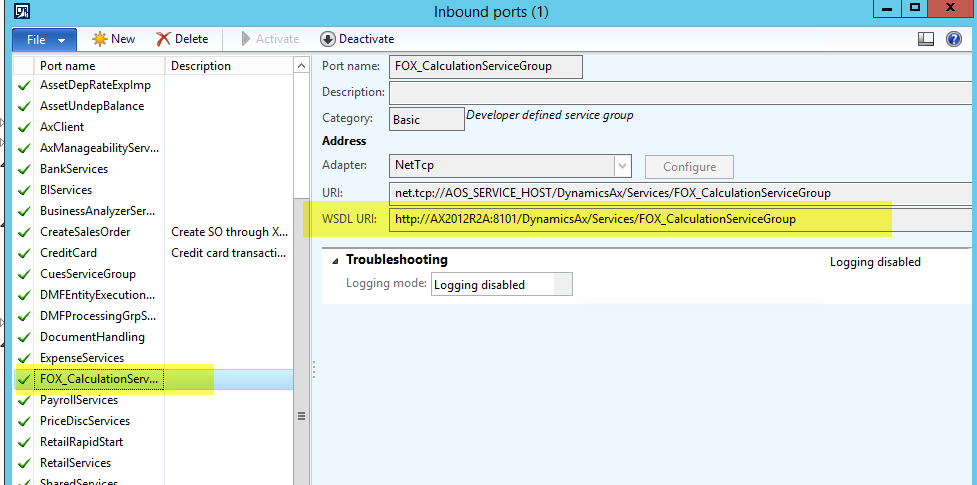 Inbound ports (1)
File New Delete Activate Deactivate
Port name Description
AssetDepRateExpImp
AssetUndepBalance
AxClient
AxManageabilityServ...
BankServices
BIServices
BusinessAnalyzerSer...
CreateSalesOrder Create SO through X...
CreditCard Credit card transacti...
CuesServiceGroup
DMFEntityExecution...
DMFProcessingGrpS...
DocumentHandling
ExpenseServices
FOX_CalculationServ...
PayrollServices
PriceDiscServices
RetailRapidStart
RetailServices
SharedServices
Port name: FOX_CalculationServiceGroup
Description:
Category: Basic Developer defined service group
Address
Adapter: NetTcp Configure
URI: net.tcp://AOS_SERVICE_HOST/DynamicsAx/Services/FOX_CalculationServiceGroup
WSDL URI: http://AX2012R2A:8101/DynamicsAx/Services/FOX_CalculationServiceGroup
Troubleshooting Logging disabled
Logging mode: Logging disabled